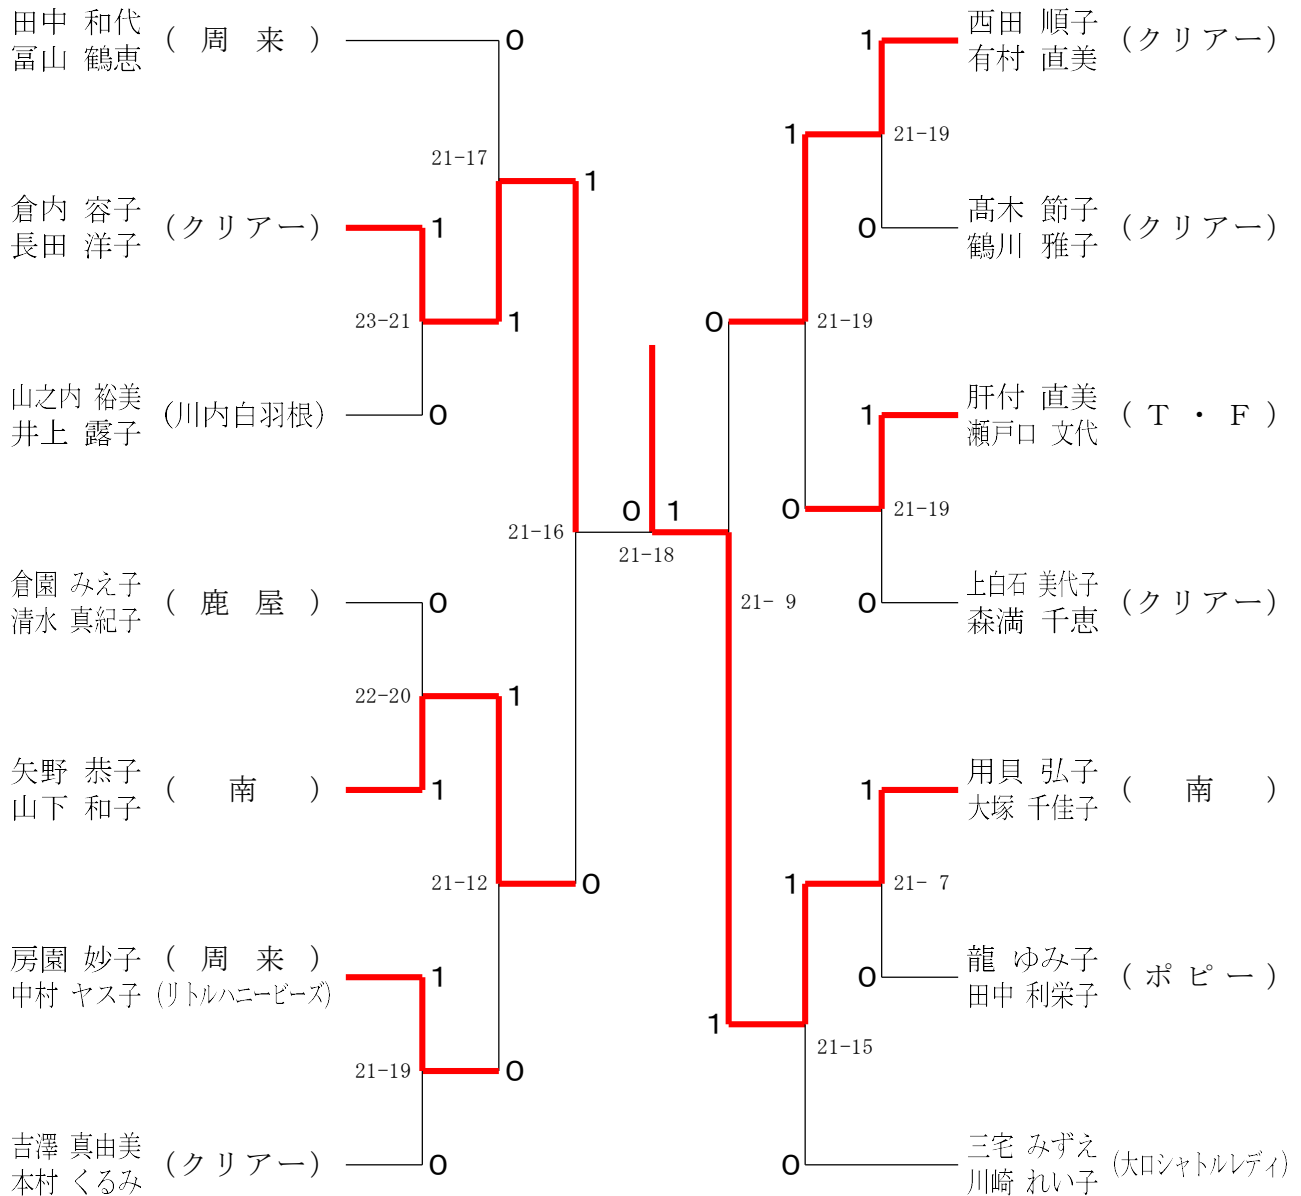 田中 和代
冨山 鶴恵
( 周 来 )
0
21-17
1
倉内 容子
長田 洋子
(クリアー)
1
23-21
1
山之内 裕美
井上 露子
(川内白羽根)
0
21-16
倉園 みえ子
清水 真紀子
( 鹿 屋 )
0
22-20
1
矢野 恭子
山下 和子
( 南 )
1
21-12
0
房園 妙子 ( 周 来 )
中村 ヤス子 (リトルハニービーズ)
1
21-19
0
吉澤 真由美
本村 くるみ
(クリアー)
0
0 1
21-18
西田 順子
有村 直美
(クリアー)
1
1
21-19
髙木 節子
鶴川 雅子
(クリアー)
0
0
21-19
肝付 直美
瀬戸口 文代
( T ・ F )
1
0
21-19
上白石 美代子
森満 千恵
(クリアー)
0
21- 9
用貝 弘子
大塚 千佳子
( 南 )
1
1
21- 7
龍 ゆみ子
田中 利栄子
( ポ ピ ー )
0
1
21-15
三宅 みずえ
川崎 れい子
(大口シャトルレディ)
0